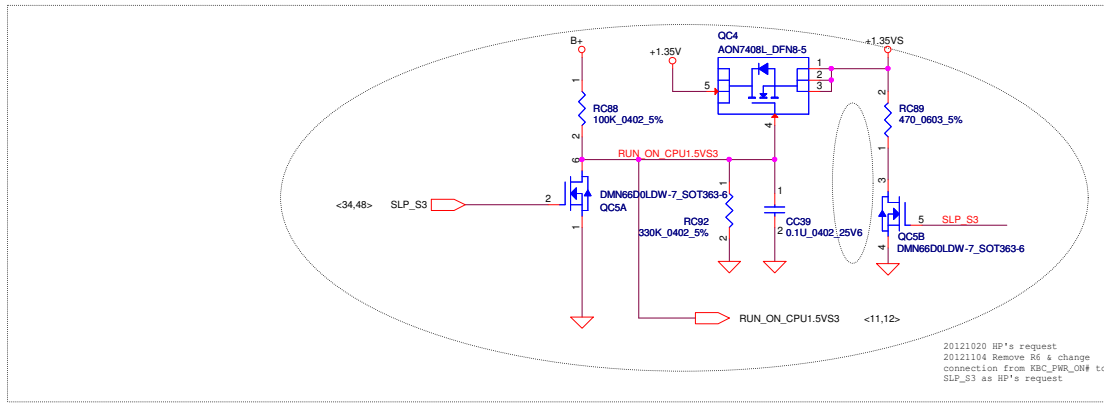 QC4
AON7408L_DFN8-5
B+
+1.35V
+1.35VS
1
2
3
5
4
1
RC88
100K_0402_5%
2
2
RC89
470_0603_5%
1
RUN_ON_CPU1.5VS3
6
3
<34,48>
SLP_S3
2
DMN66D0LDW-7_SOT363-6
QC5A
1
1
RC92
330K_0402_5%
2
1
CC39
0.1U_0402_25V6
2
5
SLP_S3
4
QC5B
DMN66D0LDW-7_SOT363-6
RUN_ON_CPU1.5VS3
<11,12>
20121020 HP's request
20121104 Remove R6 & change
connection from KBC_PWR_ON# to
SLP_S3 as HP's request